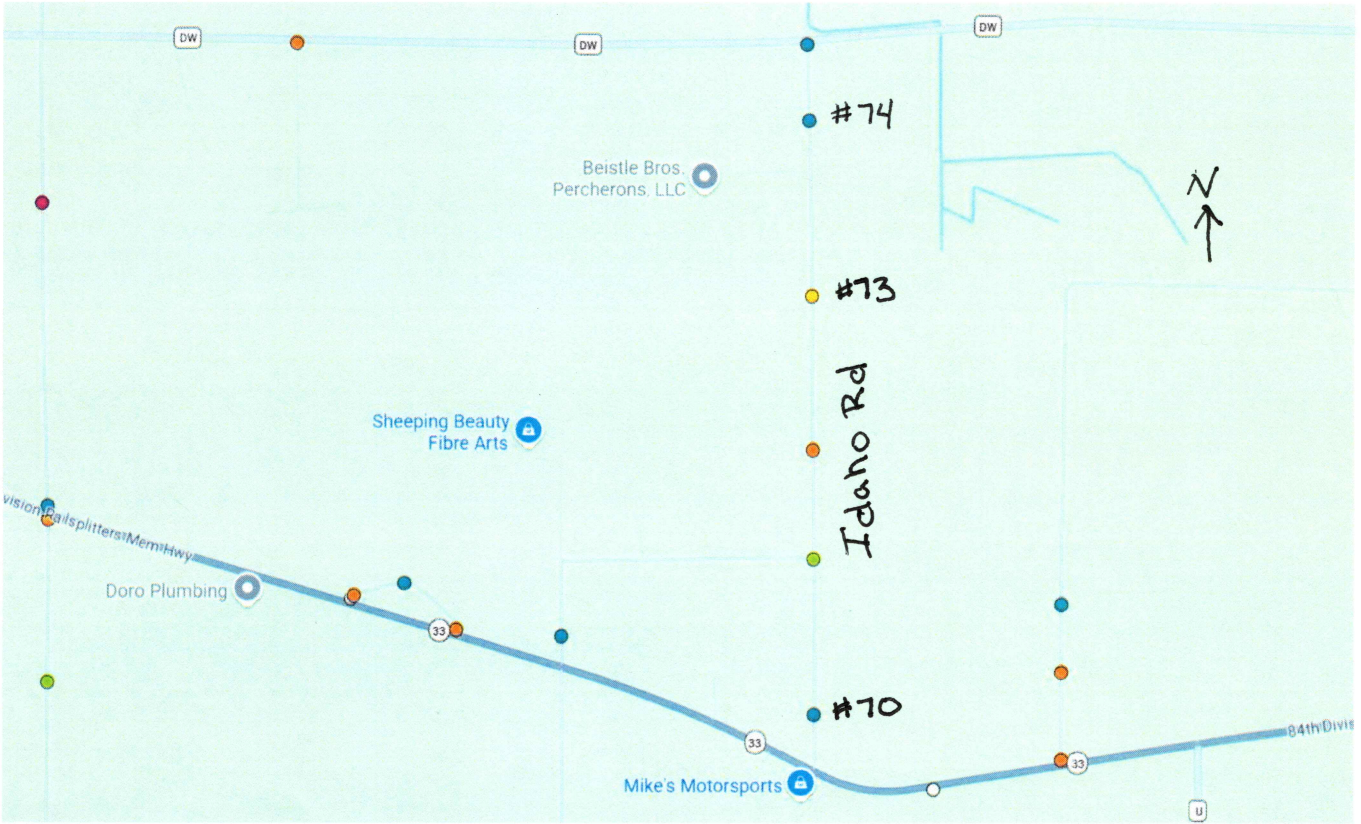 DW
DW
DW
#74
Beistle Bros.
Percherons, LLC
N
#73
Idaho Rd
Sheeping Beauty
Fibre Arts
vision Railsplitters Mem Hwy
Doro Plumbing
33
#70
33
84th Divis
33
Mike's Motorsports
U